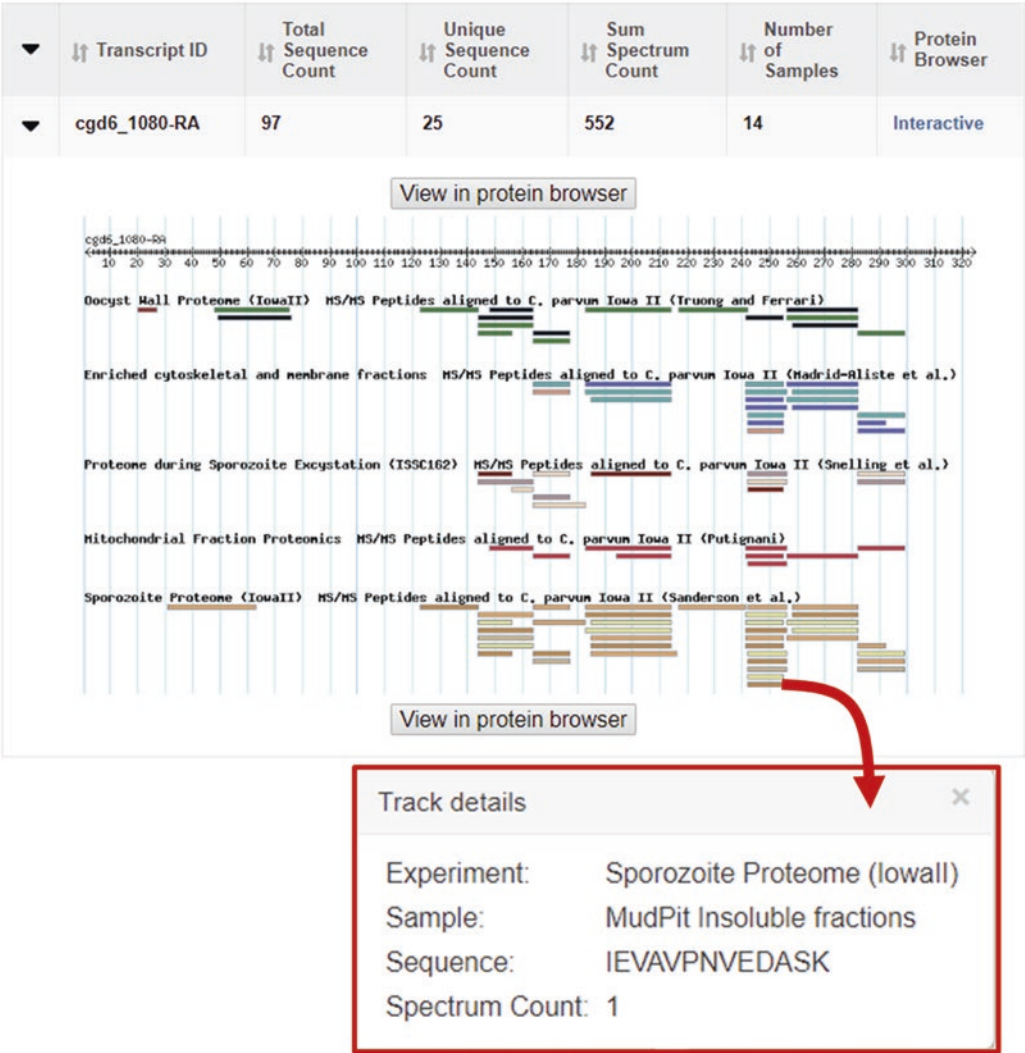 Transcript ID
Total Sequence Count
Unique Sequence Count
Sum Spectrum Count
Number of Samples
Protein Browser
cgd6_1080-RA 97 25 552 14 Interactive
View in protein browser
cgd6_1080-RA
10 20 30 40 50 60 70 80 90 100 110 120 130 140 150 160 170 180 190 200 210 220 230 240 250 260 270 280 290 300 310 320
Oocyst Wall Proteome (IowaII) MS/MS Peptides aligned to C. parvum Iowa II (Truong and Ferrari)
Enriched cytoskeletal and membrane fractions MS/MS Peptides aligned to C. parvum Iowa II (Madrid-Aliste et al.)
Proteome during Sporozoite Excystation (ISSC162) MS/MS Peptides aligned to C. parvum Iowa II (Snelling et al.)
Mitochondrial Fraction Proteomics MS/MS Peptides aligned to C. parvum Iowa II (Putignani)
Sporozoite Proteome (IowaII) MS/MS Peptides aligned to C. parvum Iowa II (Sanderson et al.)
View in protein browser
Track details ×
Experiment: Sporozoite Proteome (IowaII)
Sample: MudPit Insoluble fractions
Sequence: IEVAVPNVEDASK
Spectrum Count: 1